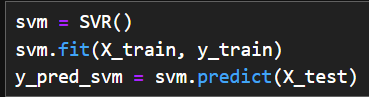 svm = SVR()
svm.fit(X_train, y_train)
y_pred_svm = svm.predict(X_test)